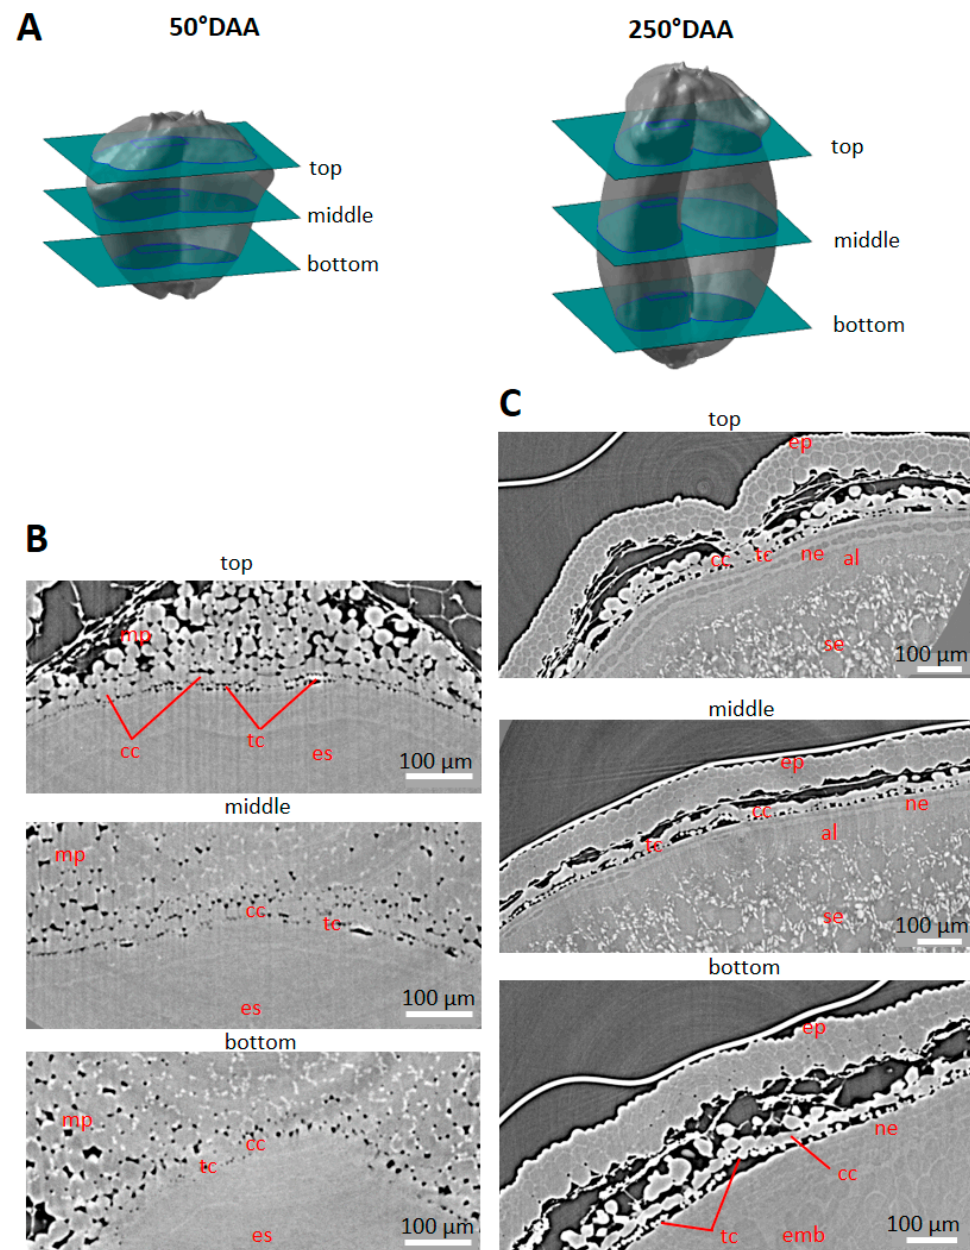 A
50°DAA
250°DAA
top
middle
bottom
top
middle
bottom
B
top
mp
cc
tc
es
100 µm
middle
mp
cc
tc
es
100 µm
bottom
mp
cc
tc
es
100 µm
C
top
ep
cc
tc
ne
al
se
100 µm
middle
ep
cc
ne
tc
al
se
100 µm
bottom
ep
ne
cc
tc
emb
100 µm